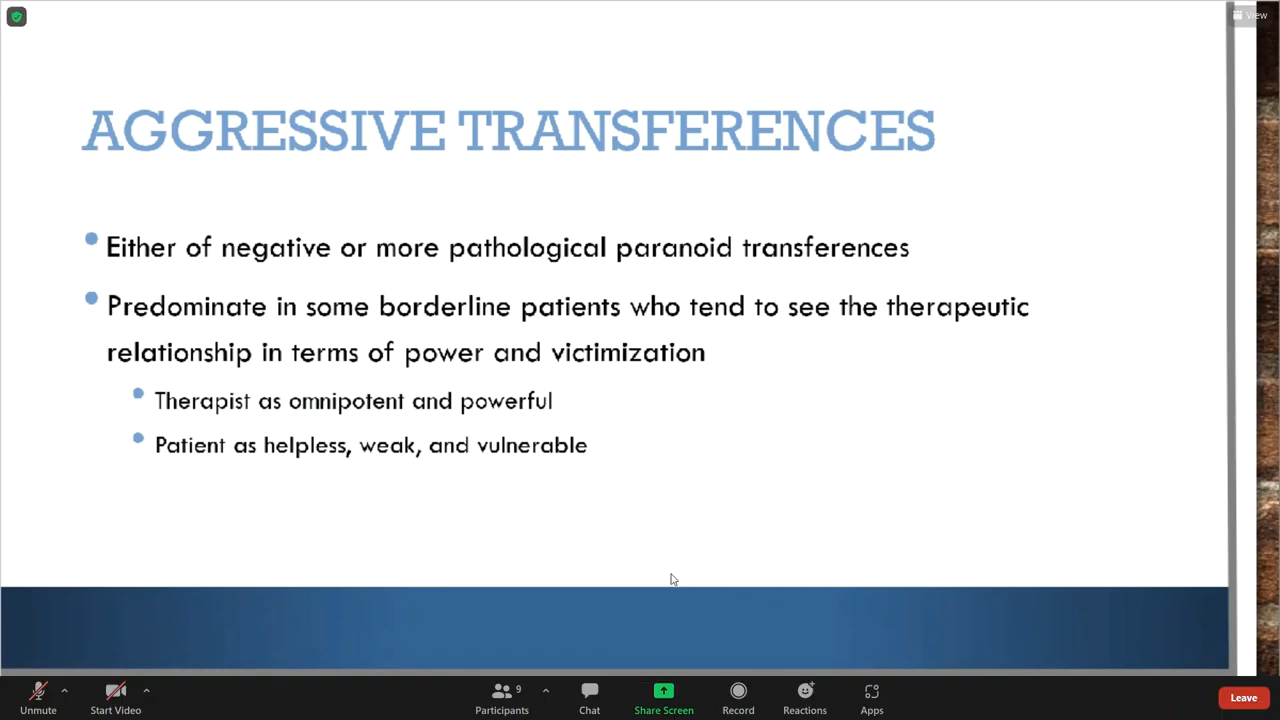 View
AGGRESSIVE TRANSFERENCES
Either of negative or more pathological paranoid transferences
Predominate in some borderline patients who tend to see the therapeutic
relationship in terms of power and victimization
Therapist as omnipotent and powerful
Patient as helpless, weak, and vulnerable
Unmute
Start Video
Participants 9
Chat
Share Screen
Record
Reactions
Apps
Leave